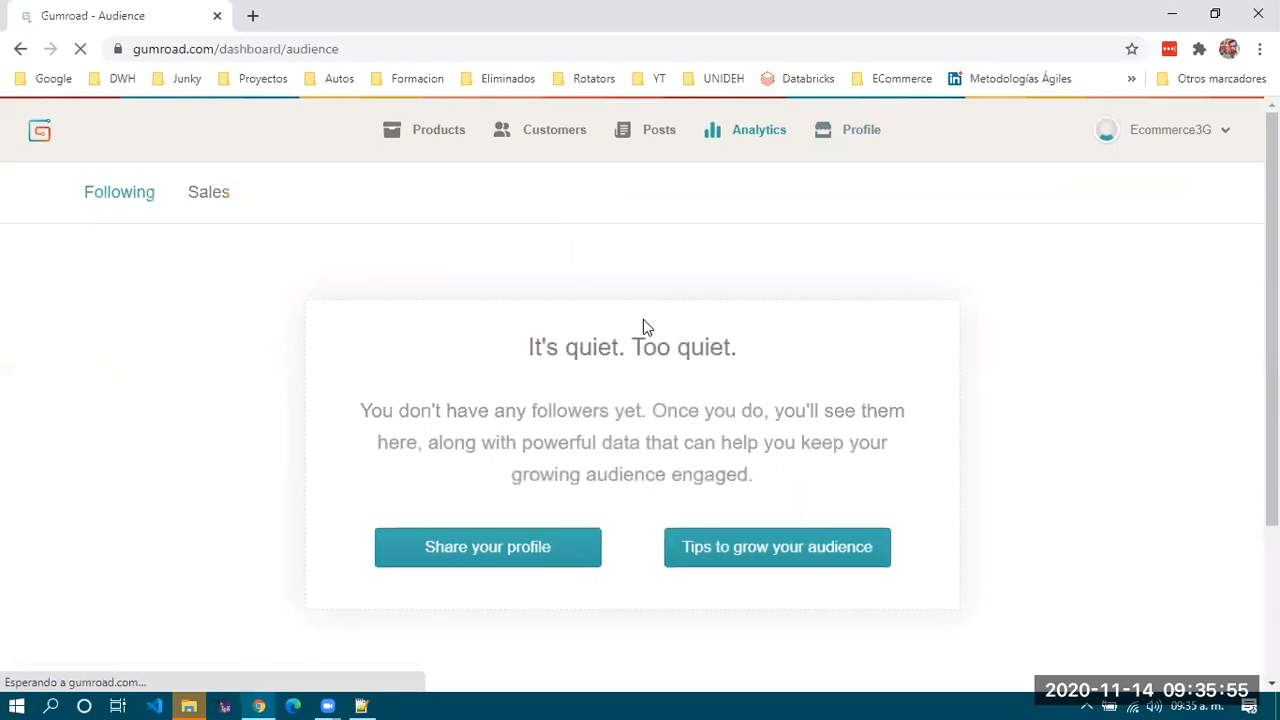 Gumroad - Audience
gumroad.com/dashboard/audience
Google DWH Junky Proyectos Autos Formacion Eliminados Rotators YT UNIDEH Databricks ECommerce Metodologías Ágiles » Otros marcadores
Products Customers Posts Analytics Profile Ecommerce3G
Following Sales
It's quiet. Too quiet.
You don't have any followers yet. Once you do, you'll see them
here, along with powerful data that can help you keep your
growing audience engaged.
Share your profile Tips to grow your audience
Esperando a gumroad.com...
2020-11-14 09:35:55
09:35 a. m.